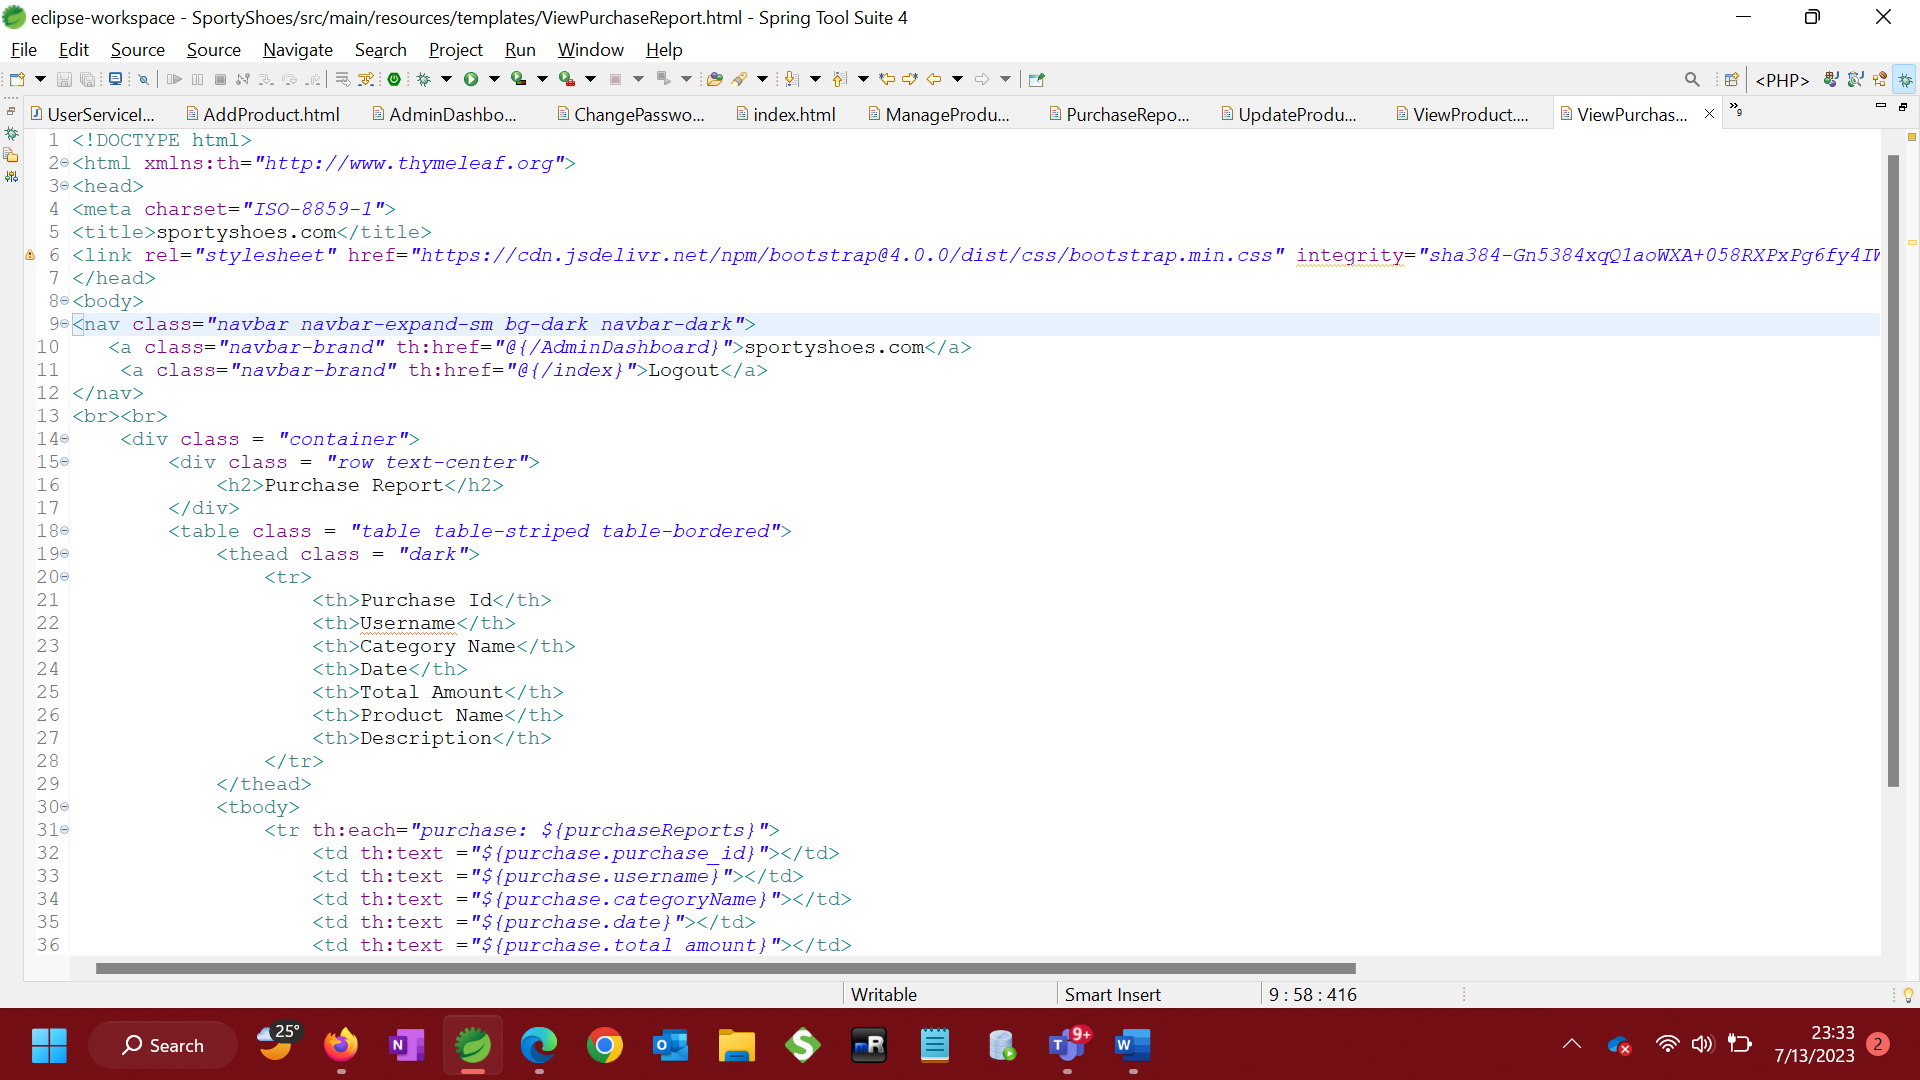 eclipse-workspace - SportyShoes/src/main/resources/templates/ViewPurchaseReport.html - Spring Tool Suite 4
File Edit Source Source Navigate Search Project Run Window Help
<PHP>
UserServiceI... AddProduct.html AdminDashbo... ChangePasswo... index.html ManageProdu... PurchaseRepo... UpdateProdu... ViewProduct.... ViewPurchas... 9
1 <!DOCTYPE html>
2 <html xmlns:th="http://www.thymeleaf.org">
3 <head>
4 <meta charset="ISO-8859-1">
5 <title>sportyshoes.com</title>
6 <link rel="stylesheet" href="https://cdn.jsdelivr.net/npm/bootstrap@4.0.0/dist/css/bootstrap.min.css" integrity="sha384-Gn5384xqQ1aoWXA+058RXPxPg6fy4IW
7 </head>
8 <body>
9 <nav class="navbar navbar-expand-sm bg-dark navbar-dark">
10 <a class="navbar-brand" th:href="@{/AdminDashboard}">sportyshoes.com</a>
11 <a class="navbar-brand" th:href="@{/index}">Logout</a>
12 </nav>
13 <br><br>
14 <div class = "container">
15 <div class = "row text-center">
16 <h2>Purchase Report</h2>
17 </div>
18 <table class = "table table-striped table-bordered">
19 <thead class = "dark">
20 <tr>
21 <th>Purchase Id</th>
22 <th>Username</th>
23 <th>Category Name</th>
24 <th>Date</th>
25 <th>Total Amount</th>
26 <th>Product Name</th>
27 <th>Description</th>
28 </tr>
29 </thead>
30 <tbody>
31 <tr th:each="purchase: ${purchaseReports}">
32 <td th:text ="${purchase.purchase_id}"></td>
33 <td th:text ="${purchase.username}"></td>
34 <td th:text ="${purchase.categoryName}"></td>
35 <td th:text ="${purchase.date}"></td>
36 <td th:text ="${purchase.total_amount}"></td>
Writable Smart Insert 9 : 58 : 416
25° Search 9+ 23:33
7/13/2023 2